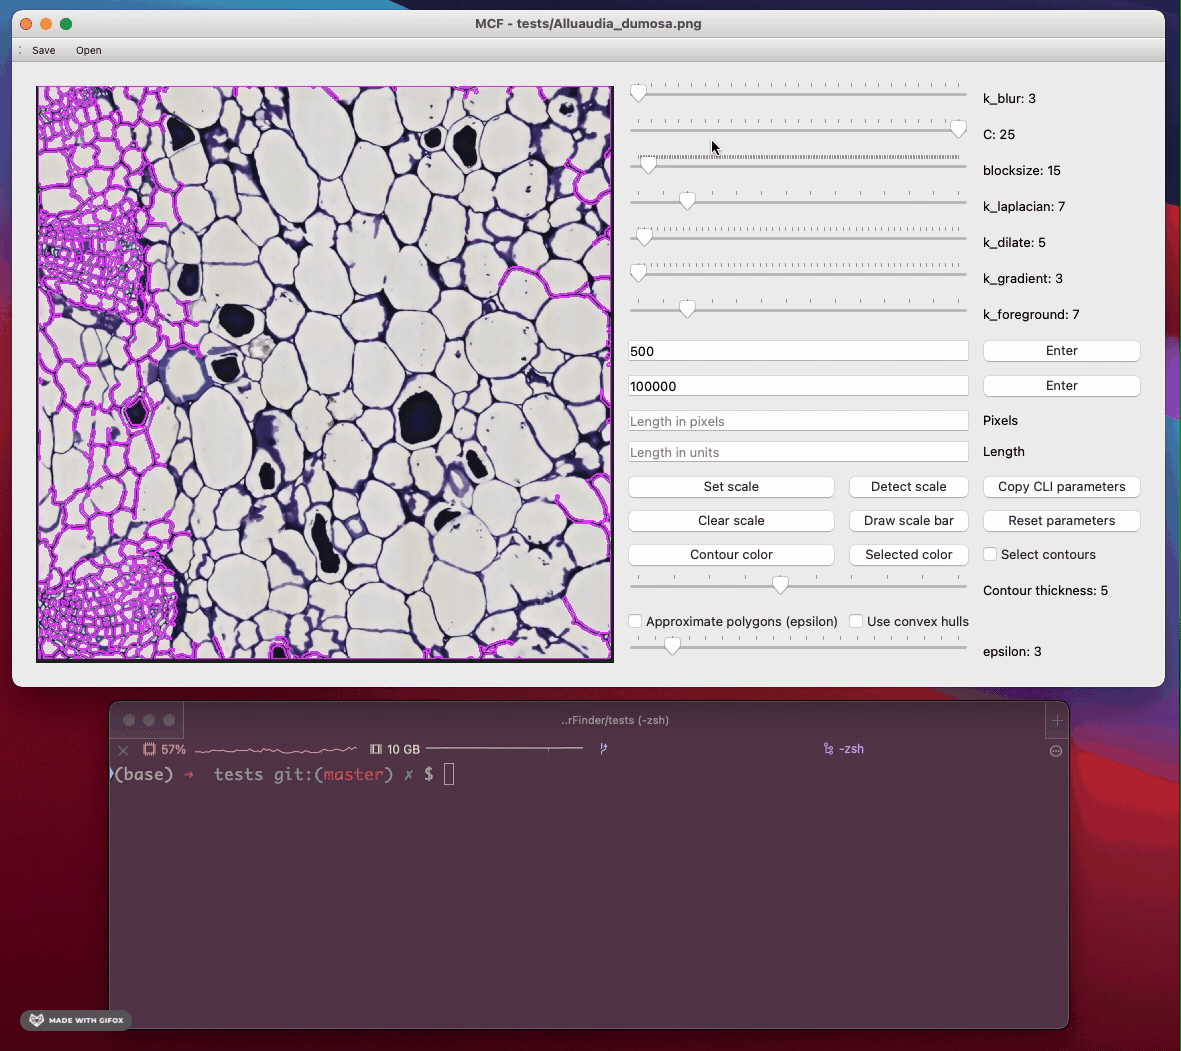 MCF - tests/Alluaudia_dumosa.png
Save Open
k_blur: 3
C: 25
blocksize: 15
k_laplacian: 7
k_dilate: 5
k_gradient: 3
k_foreground: 7
500 Enter
100000 Enter
Length in pixels Pixels
Length in units Length
Set scale Detect scale Copy CLI parameters
Clear scale Draw scale bar Reset parameters
Contour color Selected color Select contours
Contour thickness: 5
Approximate polygons (epsilon) Use convex hulls
epsilon: 3
..rFinder/tests (-zsh)
57% 10 GB -zsh
(base) → tests git:(master) ✗ $
MADE WITH GIFOX